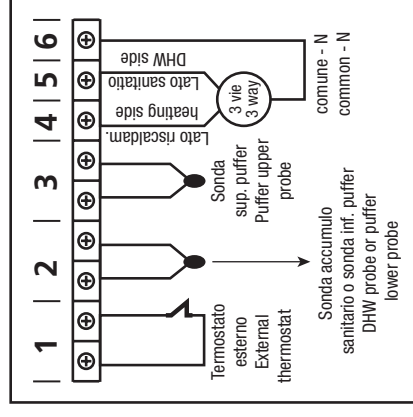 1 2 3 4 5 6
Termostato
esterno
External
thermostat
Sonda accumulo
sanitario o sonda inf. puffer
DHW probe or puffer
lower probe
Sonda
sup. puffer
Puffer upper
probe
Lato riscaldam.
heating side
Lato sanitatio
DHW side
3 vie
3 way
comune - N
common - N